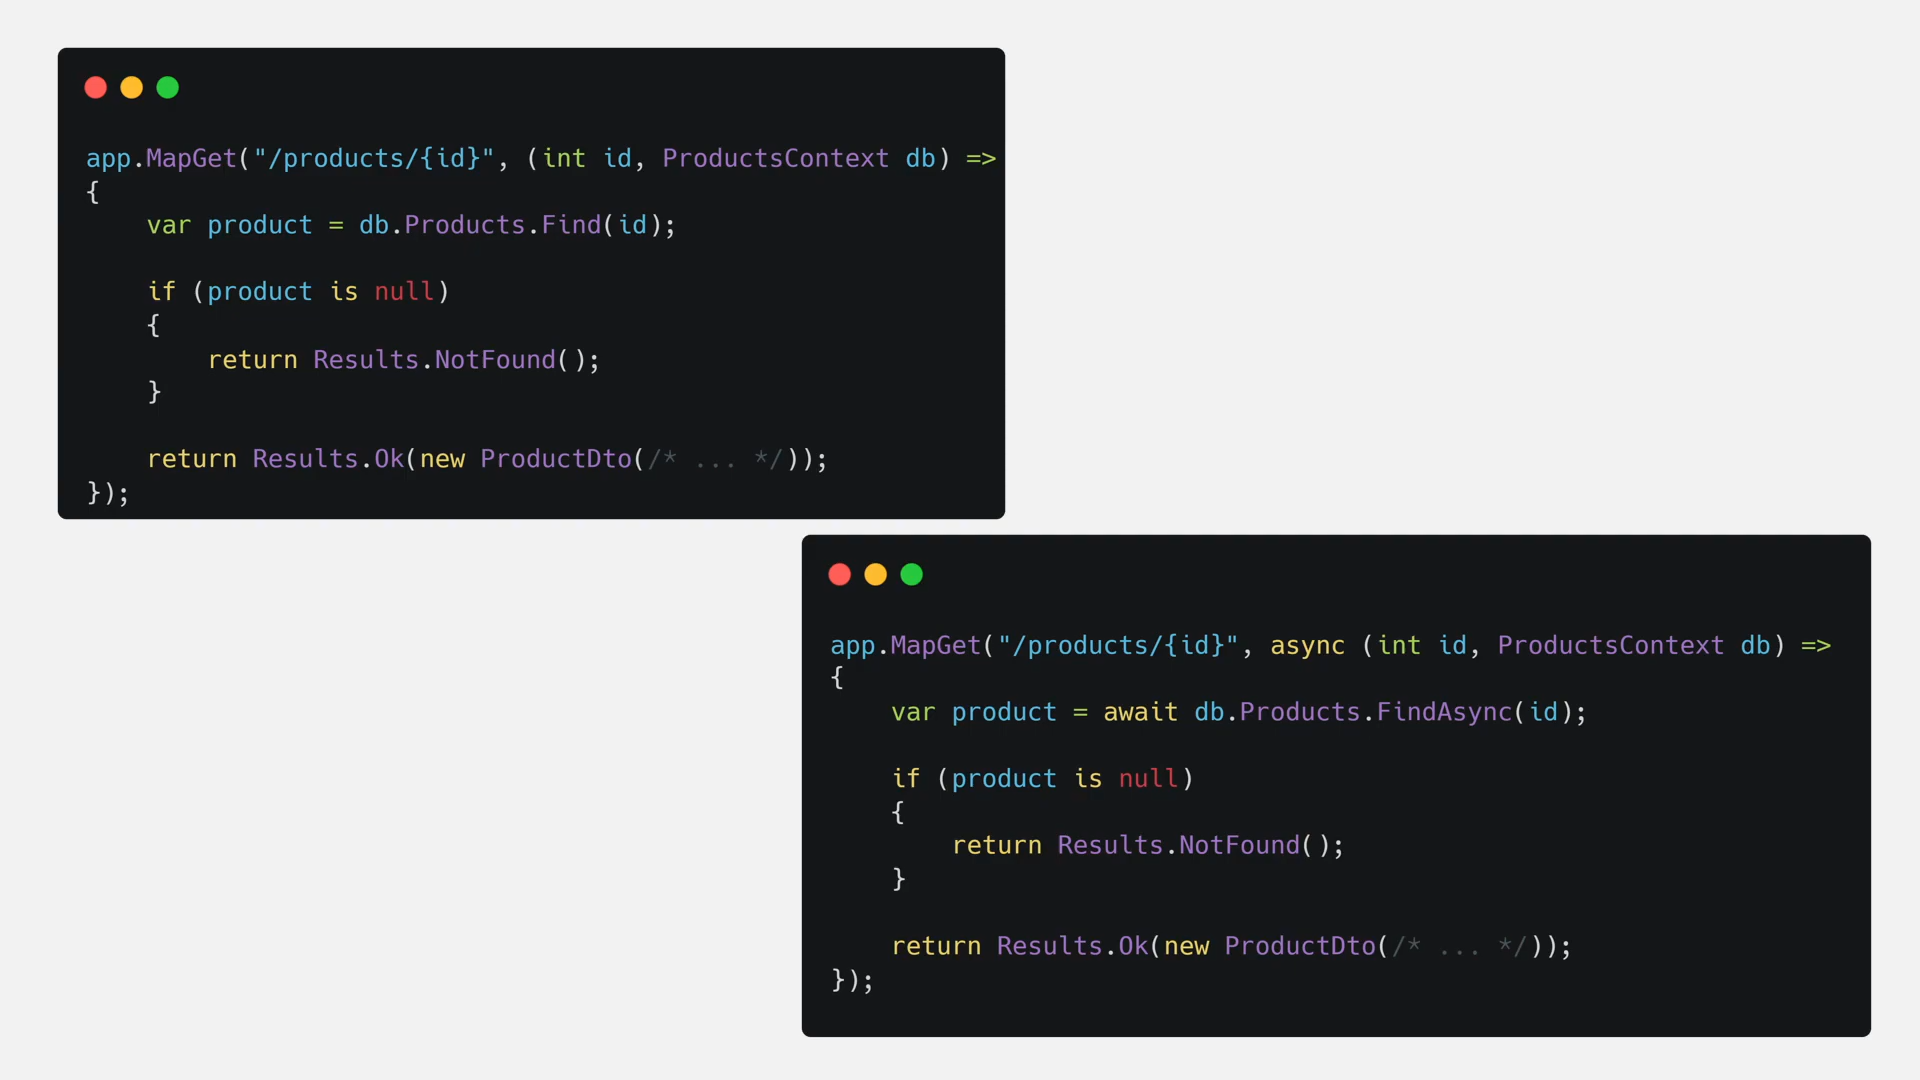 app.MapGet("/products/{id}", (int id, ProductsContext db) =>
{
    var product = db.Products.Find(id);
    if (product is null)
    {
        return Results.NotFound();
    }
    return Results.Ok(new ProductDto(/* ... */));
});
app.MapGet("/products/{id}", async (int id, ProductsContext db) =>
{
    var product = await db.Products.FindAsync(id);
    if (product is null)
    {
        return Results.NotFound();
    }
    return Results.Ok(new ProductDto(/* ... */));
});